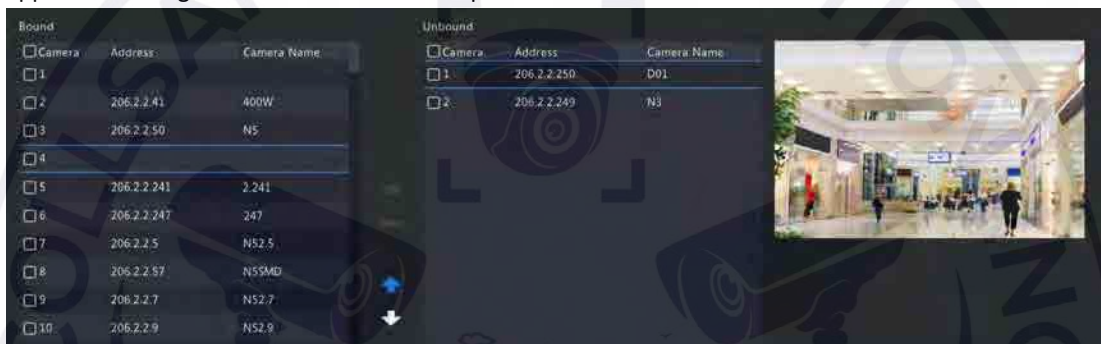 Bound
Camera Address Camera Name
1
2 206.2.2.41 400W
3 206.2.2.50 N5
4
5 206.2.2.241 2.241
6 206.2.2.247 247
7 206.2.2.5 N52.5
8 206.2.2.57 N5SMD
9 206.2.2.7 N52.7
10 206.2.2.9 N52.9
Unbound
Camera Address Camera Name
1 206.2.2.250 D01
2 206.2.2.249 N3